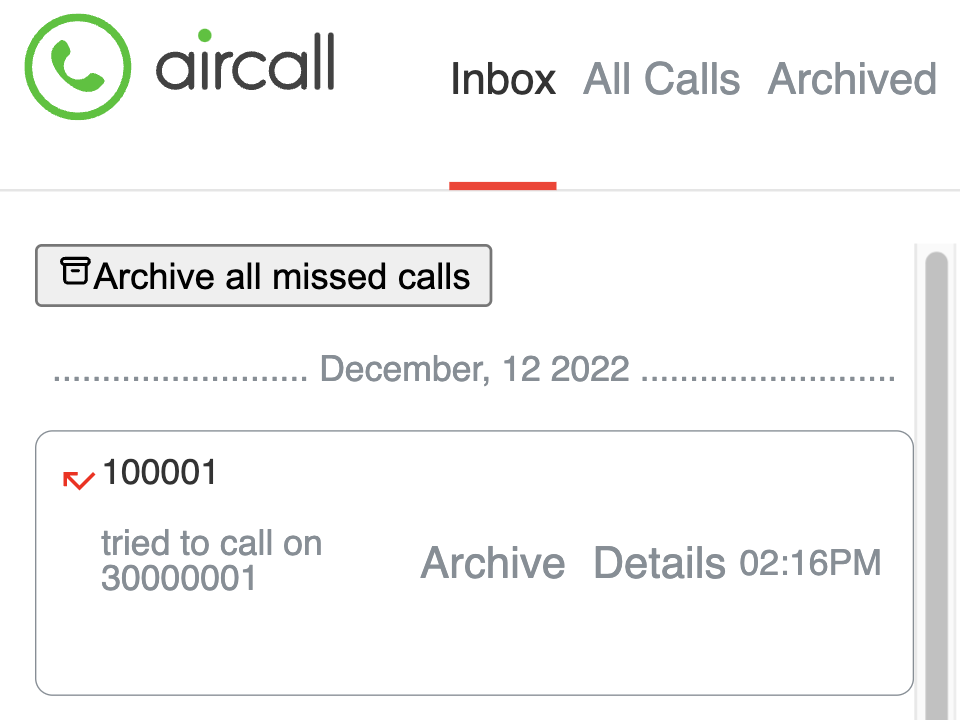 aircall
Inbox All Calls Archived
Archive all missed calls
.......................... December, 12 2022 ..........................
100001
tried to call on
30000001
Archive Details 02:16PM